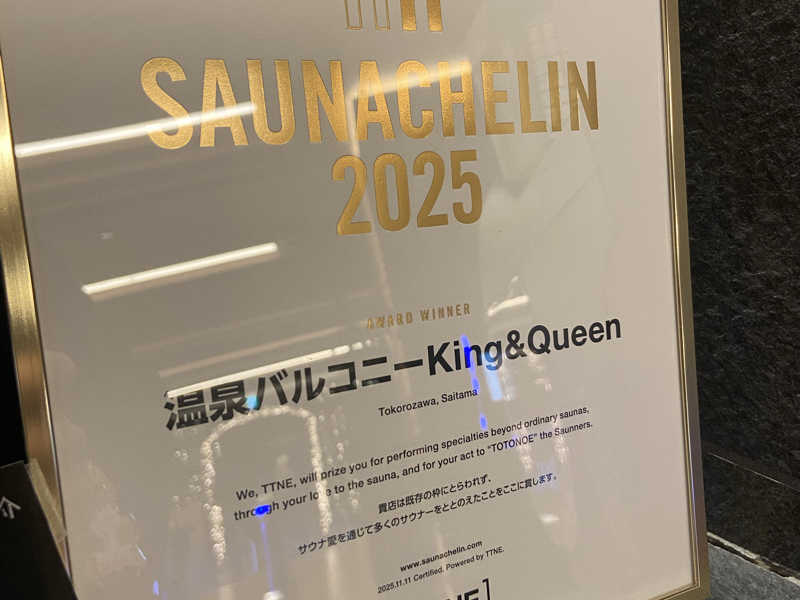 SAUNACHELIN
2025
AWARD WINNER
温泉バルコニーKing&Queen
Tokorozawa, Saitama
We, TTNE, will prize you for performing specialties beyond ordinary saunas,
through your love to the sauna, and for your act to "TOTONOE" the Saunners.
貴店は既存の枠にとらわれず、
サウナ愛を通じて多くのサウナーをととのえたことをここに賞します。
www.saunachelin.com
2025.11.11 Certified. Powered by TTNE.